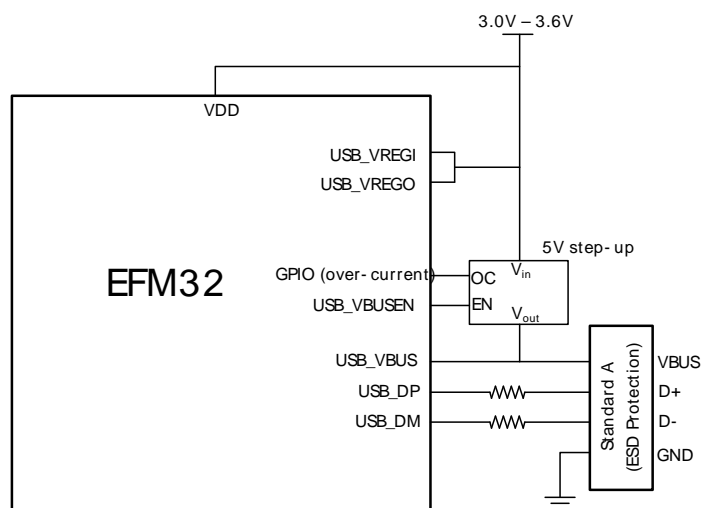 3.0V – 3.6V
VDD
USB_VREGI
USB_VREGO
5V step-up
GPIO (over-current)
OC
Vin
EFM32
USB_VBUSEN
EN
Vout
USB_VBUS
VBUS
USB_DP
D+
USB_DM
D-
GND
Standard A
(ESD Protection)